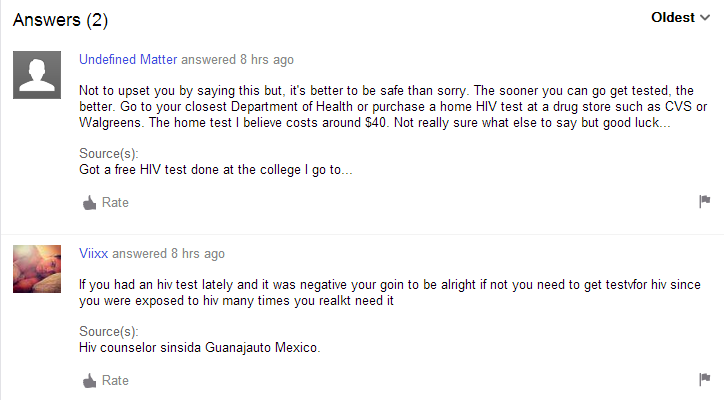 Answers (2)
Oldest
Undefined Matter answered 8 hrs ago
Not to upset you by saying this but, it's better to be safe than sorry. The sooner you can go get tested, the
better. Go to your closest Department of Health or purchase a home HIV test at a drug store such as CVS or
Walgreens. The home test I believe costs around $40. Not really sure what else to say but good luck...
Source(s):
Got a free HIV test done at the college I go to...
Rate
Viixx answered 8 hrs ago
If you had an hiv test lately and it was negative your goin to be alright if not you need to get testvfor hiv since
you were exposed to hiv many times you realkt need it
Source(s):
Hiv counselor sinsida Guanajauto Mexico.
Rate